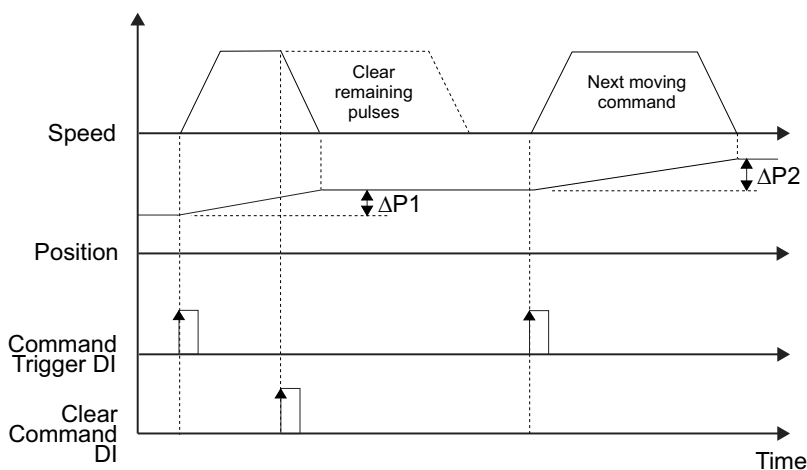 Clear
remaining
pulses
Next moving
command
Speed
ΔP1
ΔP2
Position
Command
Trigger DI
Clear
Command
DI
Time